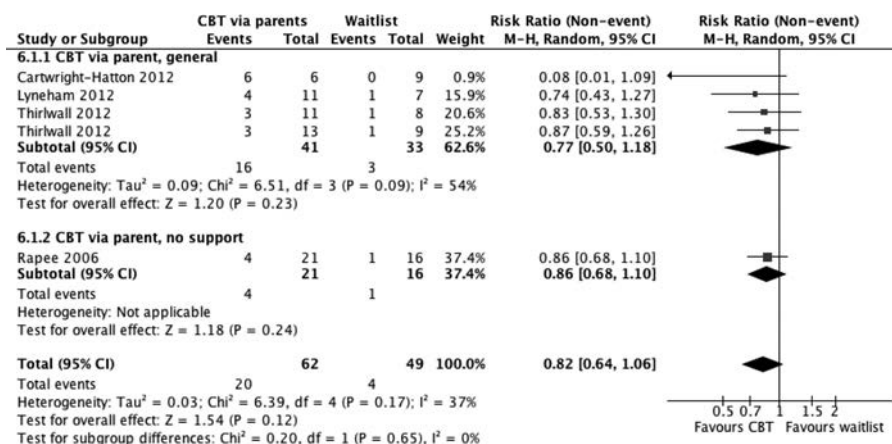 CBT via parents Waitlist Risk Ratio (Non-event) Risk Ratio (Non-event)
Study or Subgroup Events Total Events Total Weight M-H, Random, 95% CI M-H, Random, 95% CI
6.1.1 CBT via parent, general
Cartwright-Hatton 2012 6 6 0 9 0.9% 0.08 [0.01, 1.09]
Lyneham 2012 4 11 1 7 15.9% 0.74 [0.43, 1.27]
Thirlwall 2012 3 11 1 8 20.6% 0.83 [0.53, 1.30]
Thirlwall 2012 3 13 1 9 25.2% 0.87 [0.59, 1.26]
Subtotal (95% CI) 41 33 62.6% 0.77 [0.50, 1.18]
Total events 16 3
Heterogeneity: Tau² = 0.09; Chi² = 6.51, df = 3 (P = 0.09); I² = 54%
Test for overall effect: Z = 1.20 (P = 0.23)
6.1.2 CBT via parent, no support
Rapee 2006 4 21 1 16 37.4% 0.86 [0.68, 1.10]
Subtotal (95% CI) 21 16 37.4% 0.86 [0.68, 1.10]
Total events 4 1
Heterogeneity: Not applicable
Test for overall effect: Z = 1.18 (P = 0.24)
Total (95% CI) 62 49 100.0% 0.82 [0.64, 1.06]
Total events 20 4
Heterogeneity: Tau² = 0.03; Chi² = 6.39, df = 4 (P = 0.17); I² = 37%
Test for overall effect: Z = 1.54 (P = 0.12)
Test for subgroup differences: Chi² = 0.20, df = 1 (P = 0.65), I² = 0%
0.5 0.7 1 1.5 2
Favours CBT Favours waitlist